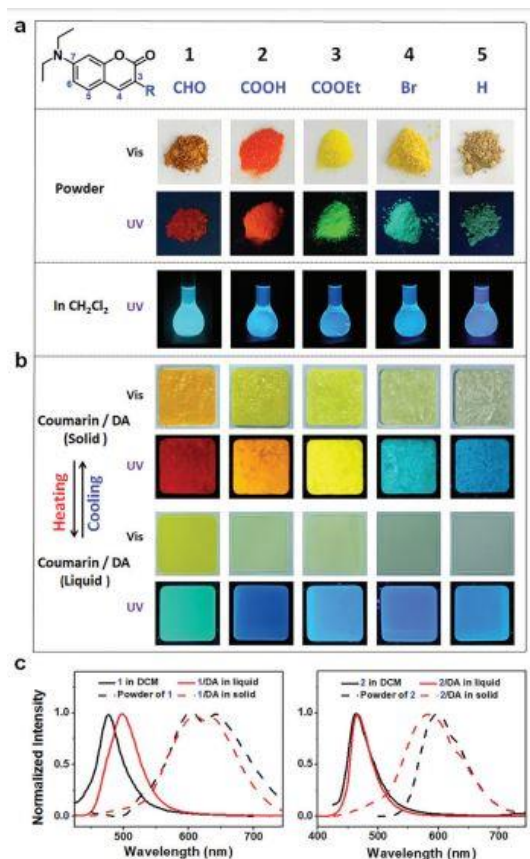 a
N
O
O
7
6
5
4
3
R
1 2 3 4 5
CHO COOH COOEt Br H
Vis
Powder
UV
In CH₂Cl₂ UV
b
Vis
Coumarin / DA
(Solid)
UV
Heating
Cooling
Vis
Coumarin / DA
(Liquid )
UV
c
1 in DCM 1/DA in liquid
Powder of 1 1/DA in solid
Normalized Intensity
1.0
0.5
0.0
500 600 700
Wavelength (nm)
2 in DCM 2/DA in liquid
Powder of 2 2/DA in solid
1.0
0.5
0.0
400 500 600 700
Wavelength (nm)